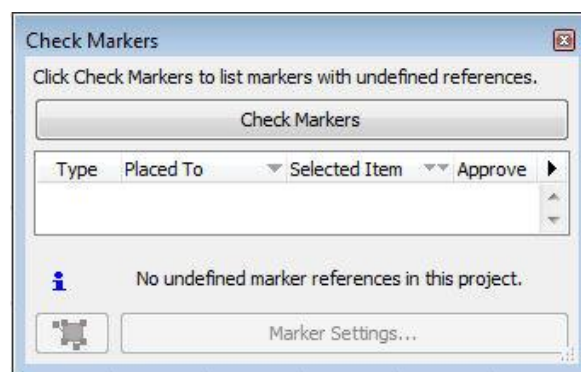 Check Markers
Click Check Markers to list markers with undefined references.
Check Markers
Type Placed To Selected Item Approve
No undefined marker references in this project.
Marker Settings...